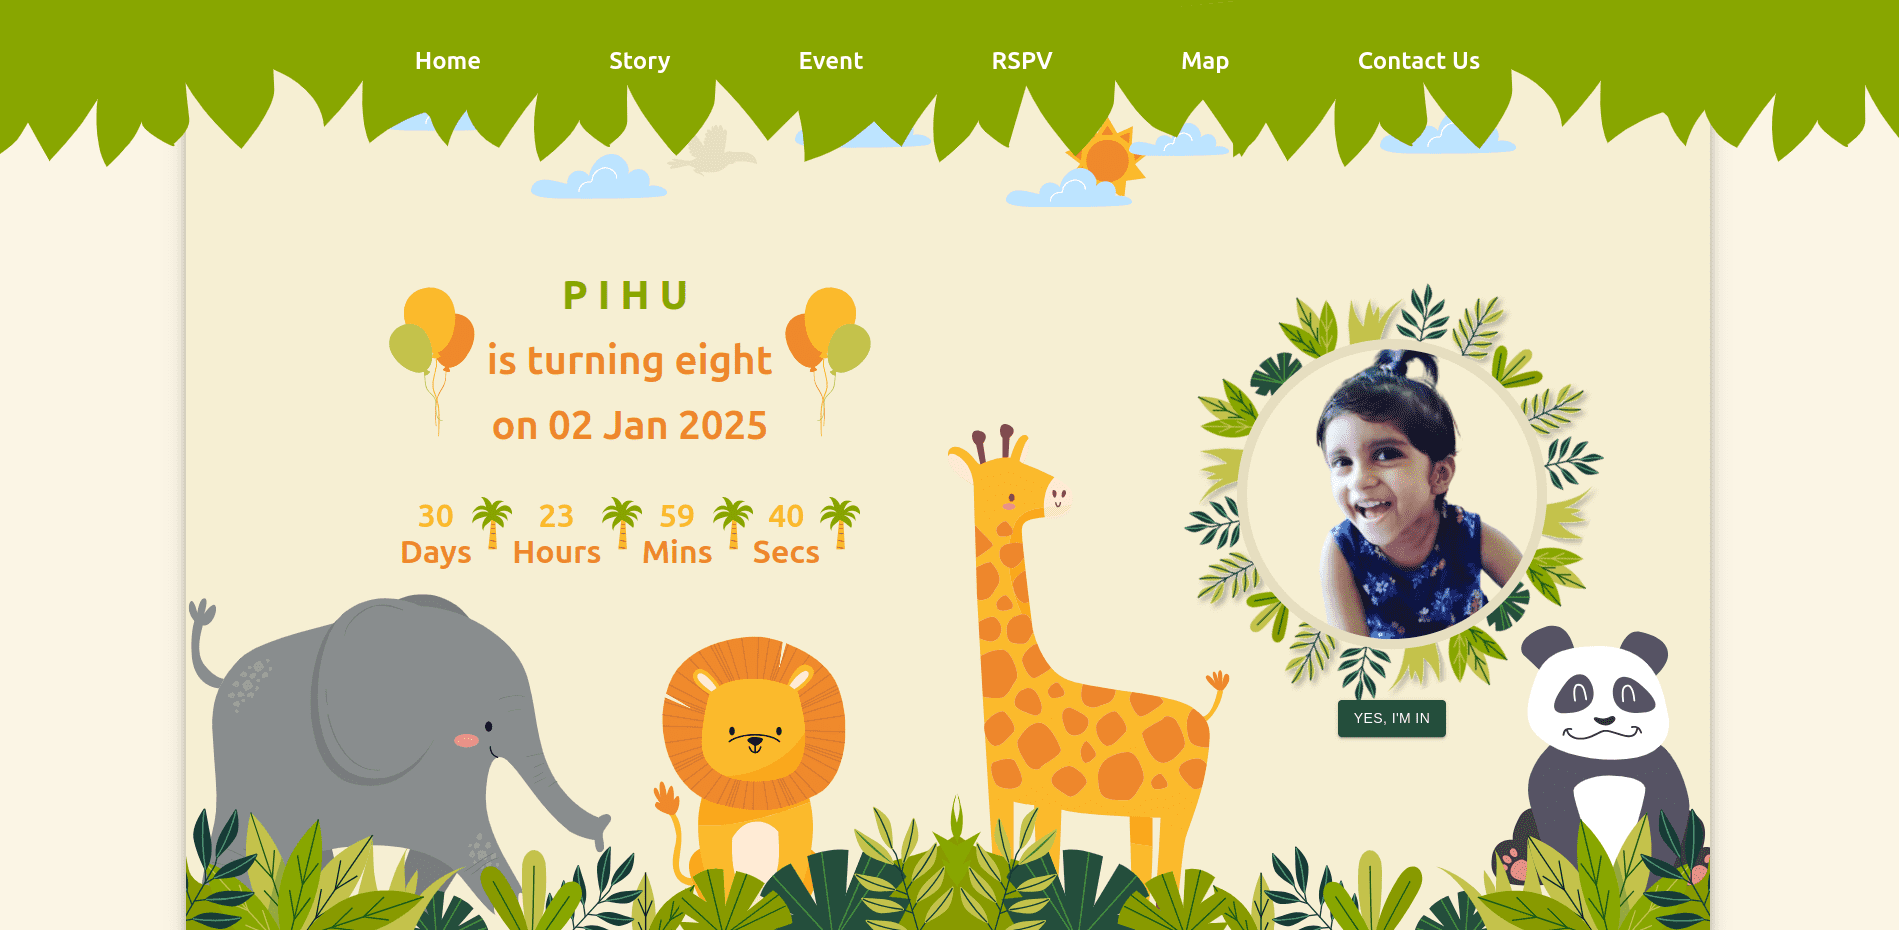 Home Story Event RSPV Map Contact Us
PIHU
is turning eight
on 02 Jan 2025
30 23 59 40
Days Hours Mins Secs
YES, I'M IN